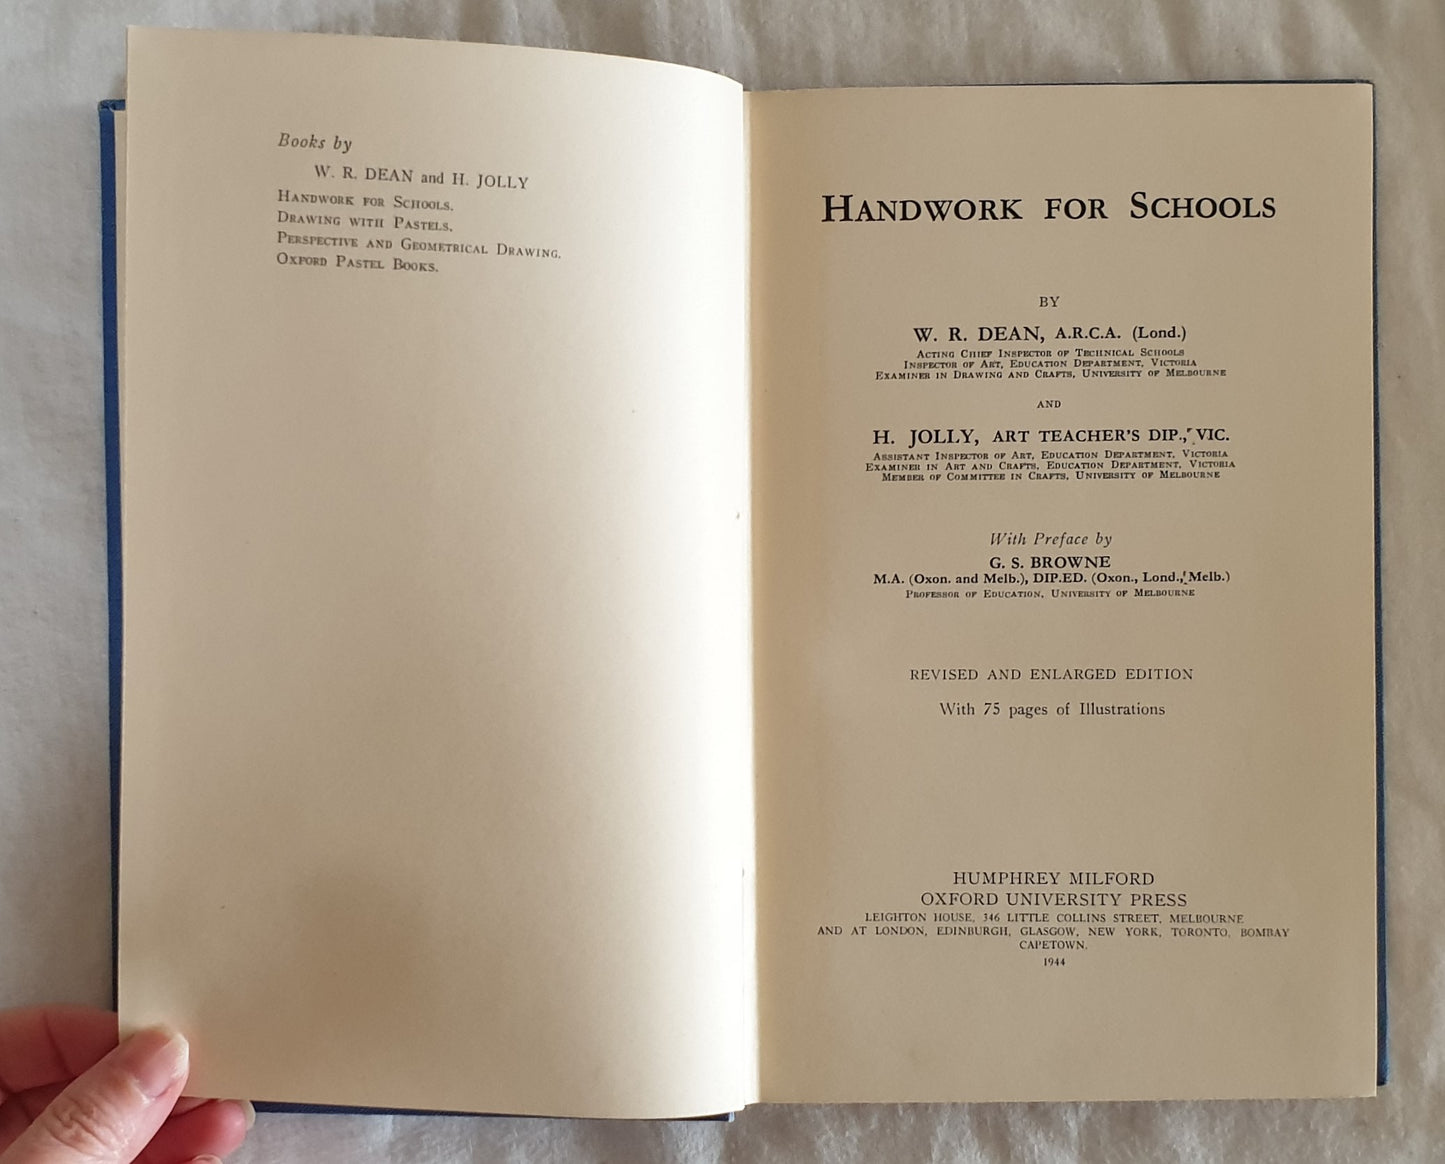 Books by
W. R. DEAN and H. JOLLY
HANDWORK FOR SCHOOLS.
DRAWING WITH PASTELS.
PERSPECTIVE AND GEOMETRICAL DRAWING.
OXFORD PASTEL BOOKS.
HANDWORK FOR SCHOOLS
BY
W. R. DEAN, A.R.C.A. (Lond.)
ACTING CHIEF INSPECTOR OF TECHNICAL SCHOOLS
INSPECTOR OF ART, EDUCATION DEPARTMENT, VICTORIA
EXAMINER IN DRAWING AND CRAFTS, UNIVERSITY OF MELBOURNE
AND
H. JOLLY, ART TEACHER'S DIP., VIC.
ASSISTANT INSPECTOR OF ART, EDUCATION DEPARTMENT, VICTORIA
EXAMINER IN ART AND CRAFTS, EDUCATION DEPARTMENT, VICTORIA
MEMBER OF COMMITTEE IN CRAFTS, UNIVERSITY OF MELBOURNE
With Preface by
G. S. BROWNE
M.A. (Oxon. and Melb.), DIP.ED. (Oxon., Lond., Melb.)
PROFESSOR OF EDUCATION, UNIVERSITY OF MELBOURNE
REVISED AND ENLARGED EDITION
With 75 pages of Illustrations
HUMPHREY MILFORD
OXFORD UNIVERSITY PRESS
LEIGHTON HOUSE, 346 LITTLE COLLINS STREET, MELBOURNE
AND AT LONDON, EDINBURGH, GLASGOW, NEW YORK, TORONTO, BOMBAY
CAPETOWN.
1944